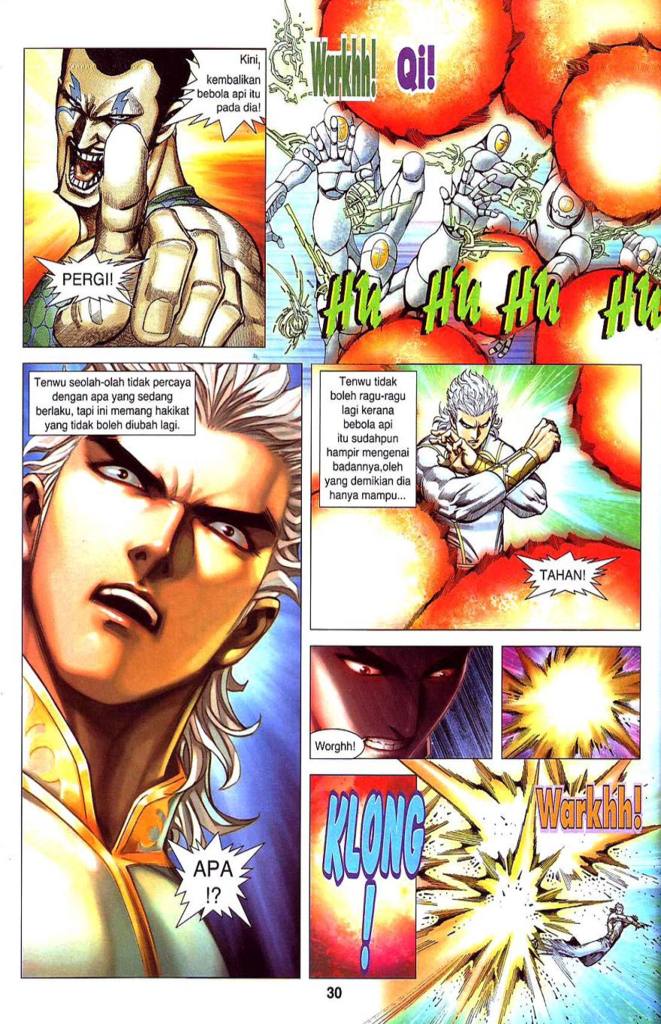 Kini,
kembalikan
bebola api itu
pada dia!
PERGI!
Warkhh!
Qi!
Hu
Hu
Hu
Hu
Tenwu seolah-olah tidak percaya
dengan apa yang sedang
berlaku, tapi ini memang hakikat
yang tidak boleh diubah lagi.
APA
!?
Tenwu tidak
boleh ragu-ragu
lagi kerana
bebola api
itu sudahpun
hampir mengenai
badannya,oleh
yang demikian dia
hanya mampu...
TAHAN!
Worghh!
KLONG
!
Warkhh!
30